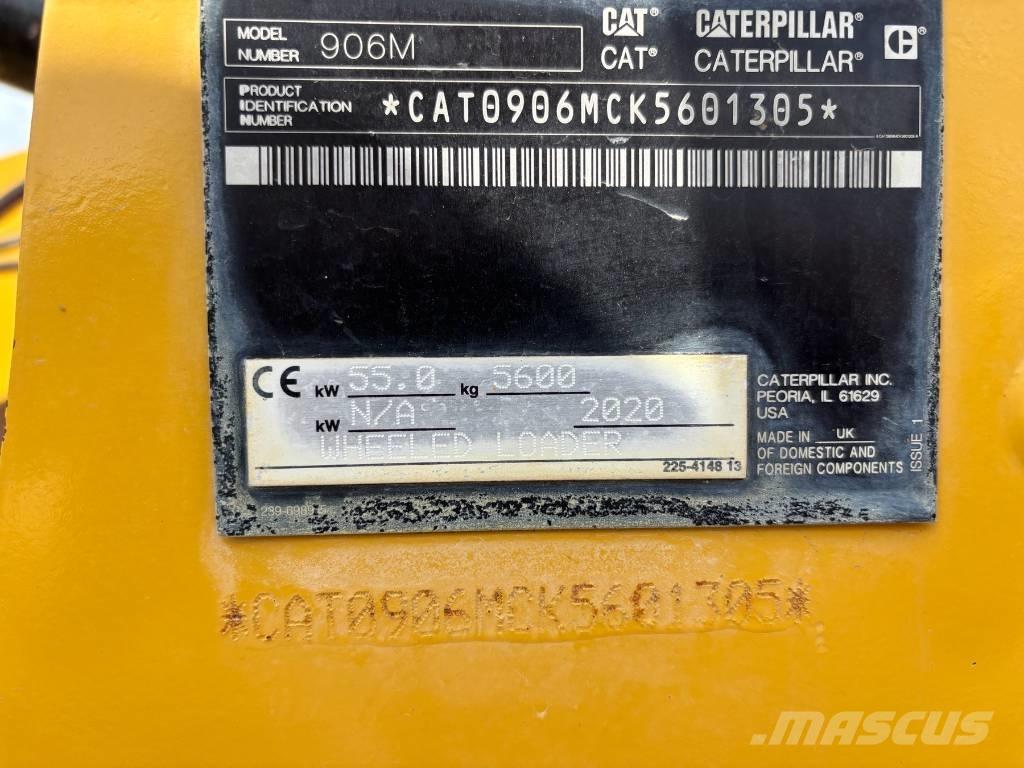 MODEL NUMBER 906M
CAT® CATERPILLAR®
CAT® CATERPILLAR®
PRODUCT IDENTIFICATION NUMBER *CAT0906MCK5601305*
CE kW 55.0 kg 5600
kW N/A 2020
WHEELED LOADER
225-4148 13
CATERPILLAR INC.
PEORIA, IL 61629
USA
MADE IN UK
OF DOMESTIC AND
FOREIGN COMPONENTS
ISSUE 1
*CAT0906MCK5601305*
MASCUS